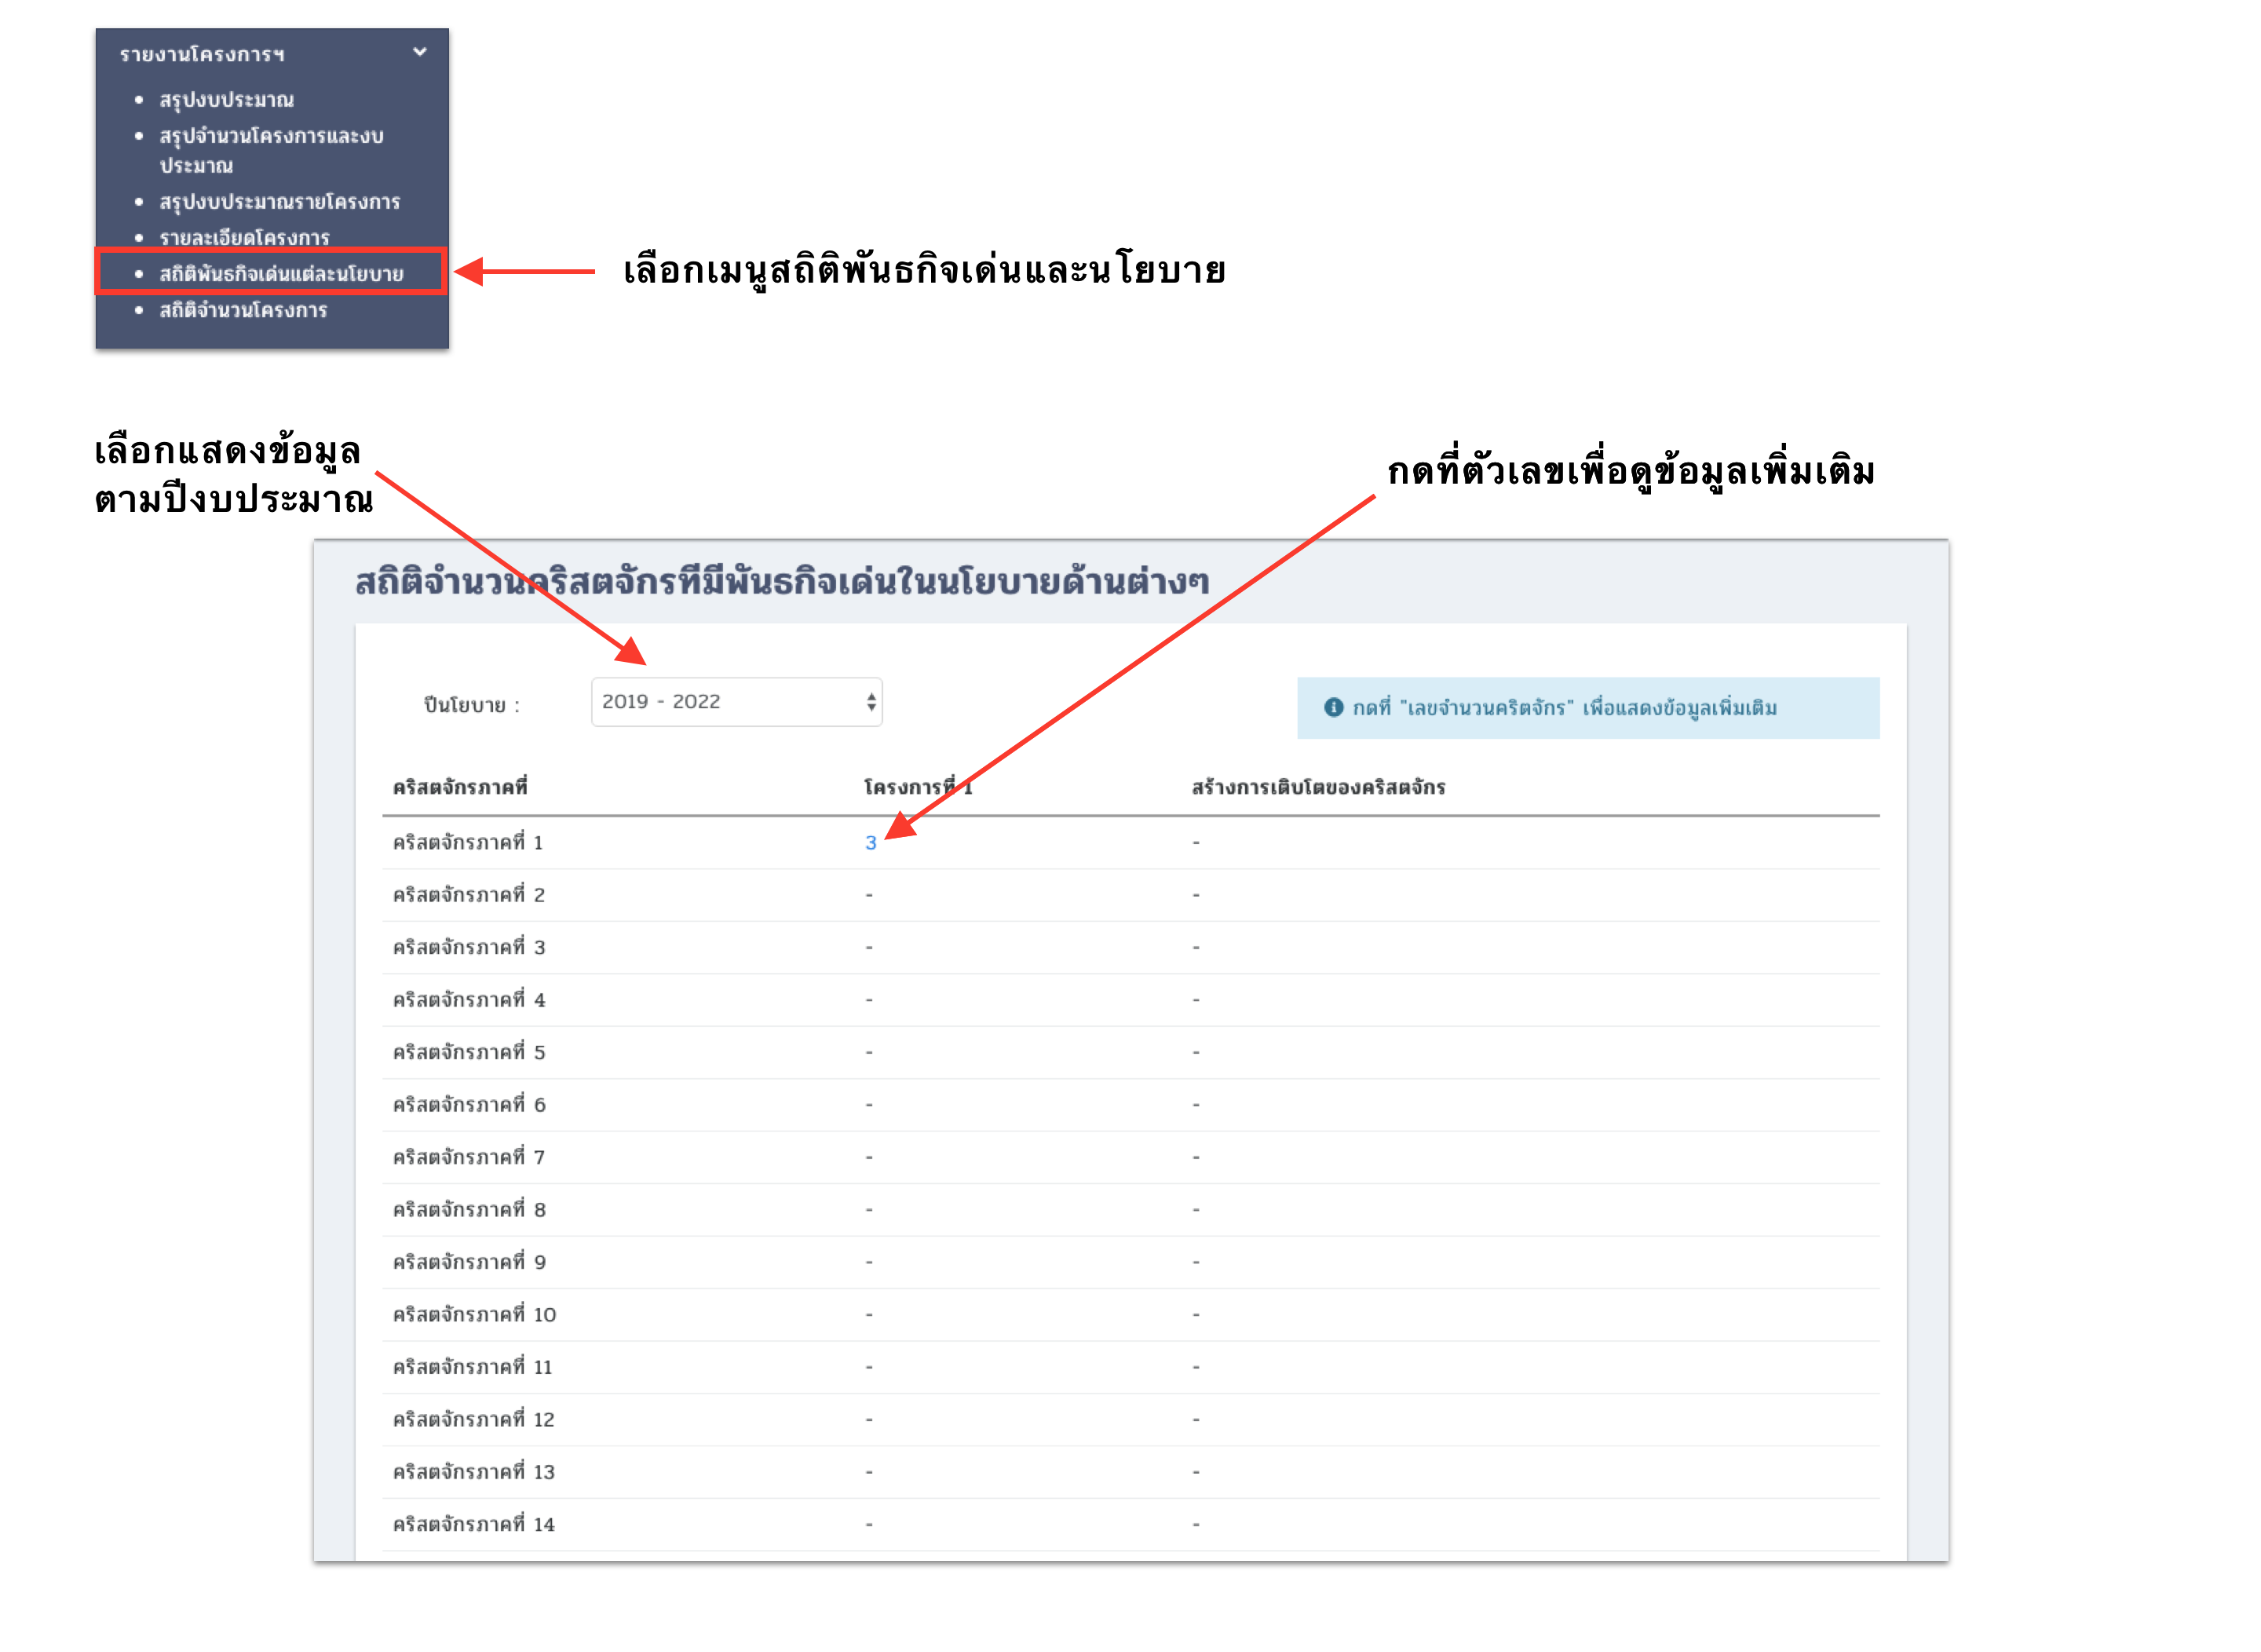 รายงานโครงการฯ
• สรุปงบประมาณ
• สรุปจำนวนโครงการและงบ
ประมาณ
• สรุปงบประมาณรายโครงการ
• รายละเอียดโครงการ
• สถิติพันธกิจเด่นแต่ละนโยบาย
• สถิติจำนวนโครงการ
เลือกเมนูสถิติพันธกิจเด่นและนโยบาย
เลือกแสดงข้อมูล
ตามปีงบประมาณ
กดที่ตัวเลขเพื่อดูข้อมูลเพิ่มเติม
สถิติจำนวนคริสตจักรที่มีพันธกิจเด่นในนโยบายด้านต่างๆ
ปีนโยบาย : 2019 - 2022
กดที่ "เลขจำนวนคริตจักร" เพื่อแสดงข้อมูลเพิ่มเติม
คริสตจักรภาคที่ โครงการที่ 1 สร้างการเติบโตของคริสตจักร
คริสตจักรภาคที่ 1 3 -
คริสตจักรภาคที่ 2 - -
คริสตจักรภาคที่ 3 - -
คริสตจักรภาคที่ 4 - -
คริสตจักรภาคที่ 5 - -
คริสตจักรภาคที่ 6 - -
คริสตจักรภาคที่ 7 - -
คริสตจักรภาคที่ 8 - -
คริสตจักรภาคที่ 9 - -
คริสตจักรภาคที่ 10 - -
คริสตจักรภาคที่ 11 - -
คริสตจักรภาคที่ 12 - -
คริสตจักรภาคที่ 13 - -
คริสตจักรภาคที่ 14 - -